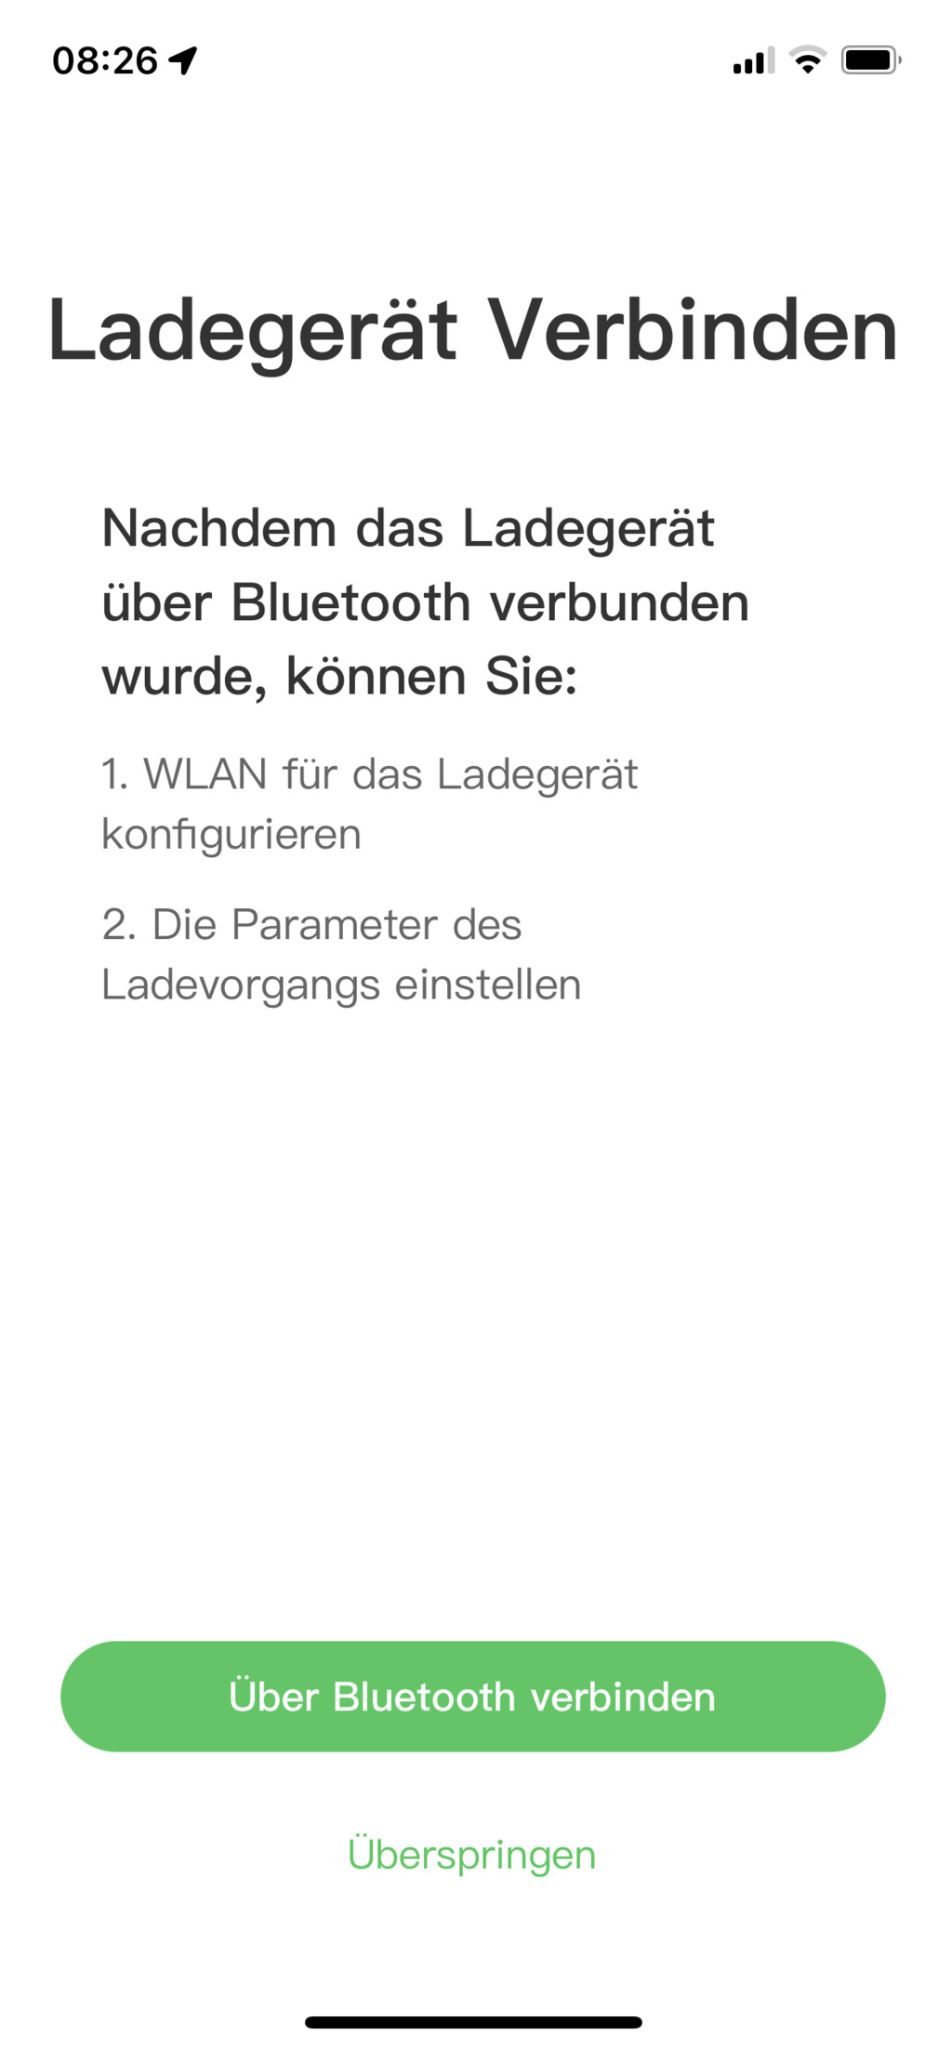 08:26
Ladegerät Verbinden
Nachdem das Ladegerät
über Bluetooth verbunden
wurde, können Sie:
1. WLAN für das Ladegerät
konfigurieren
2. Die Parameter des
Ladevorgangs einstellen
Über Bluetooth verbinden
Überspringen